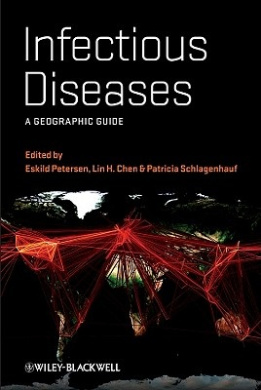 Infectious
Diseases
A GEOGRAPHIC GUIDE
Edited by
Eskild Petersen, Lin H. Chen & Patricia Schlagenhauf
WILEY-BLACKWELL